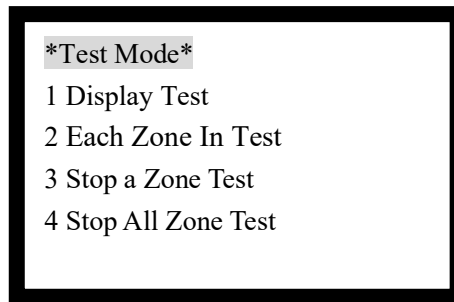 *Test Mode*
1 Display Test
2 Each Zone In Test
3 Stop a Zone Test
4 Stop All Zone Test